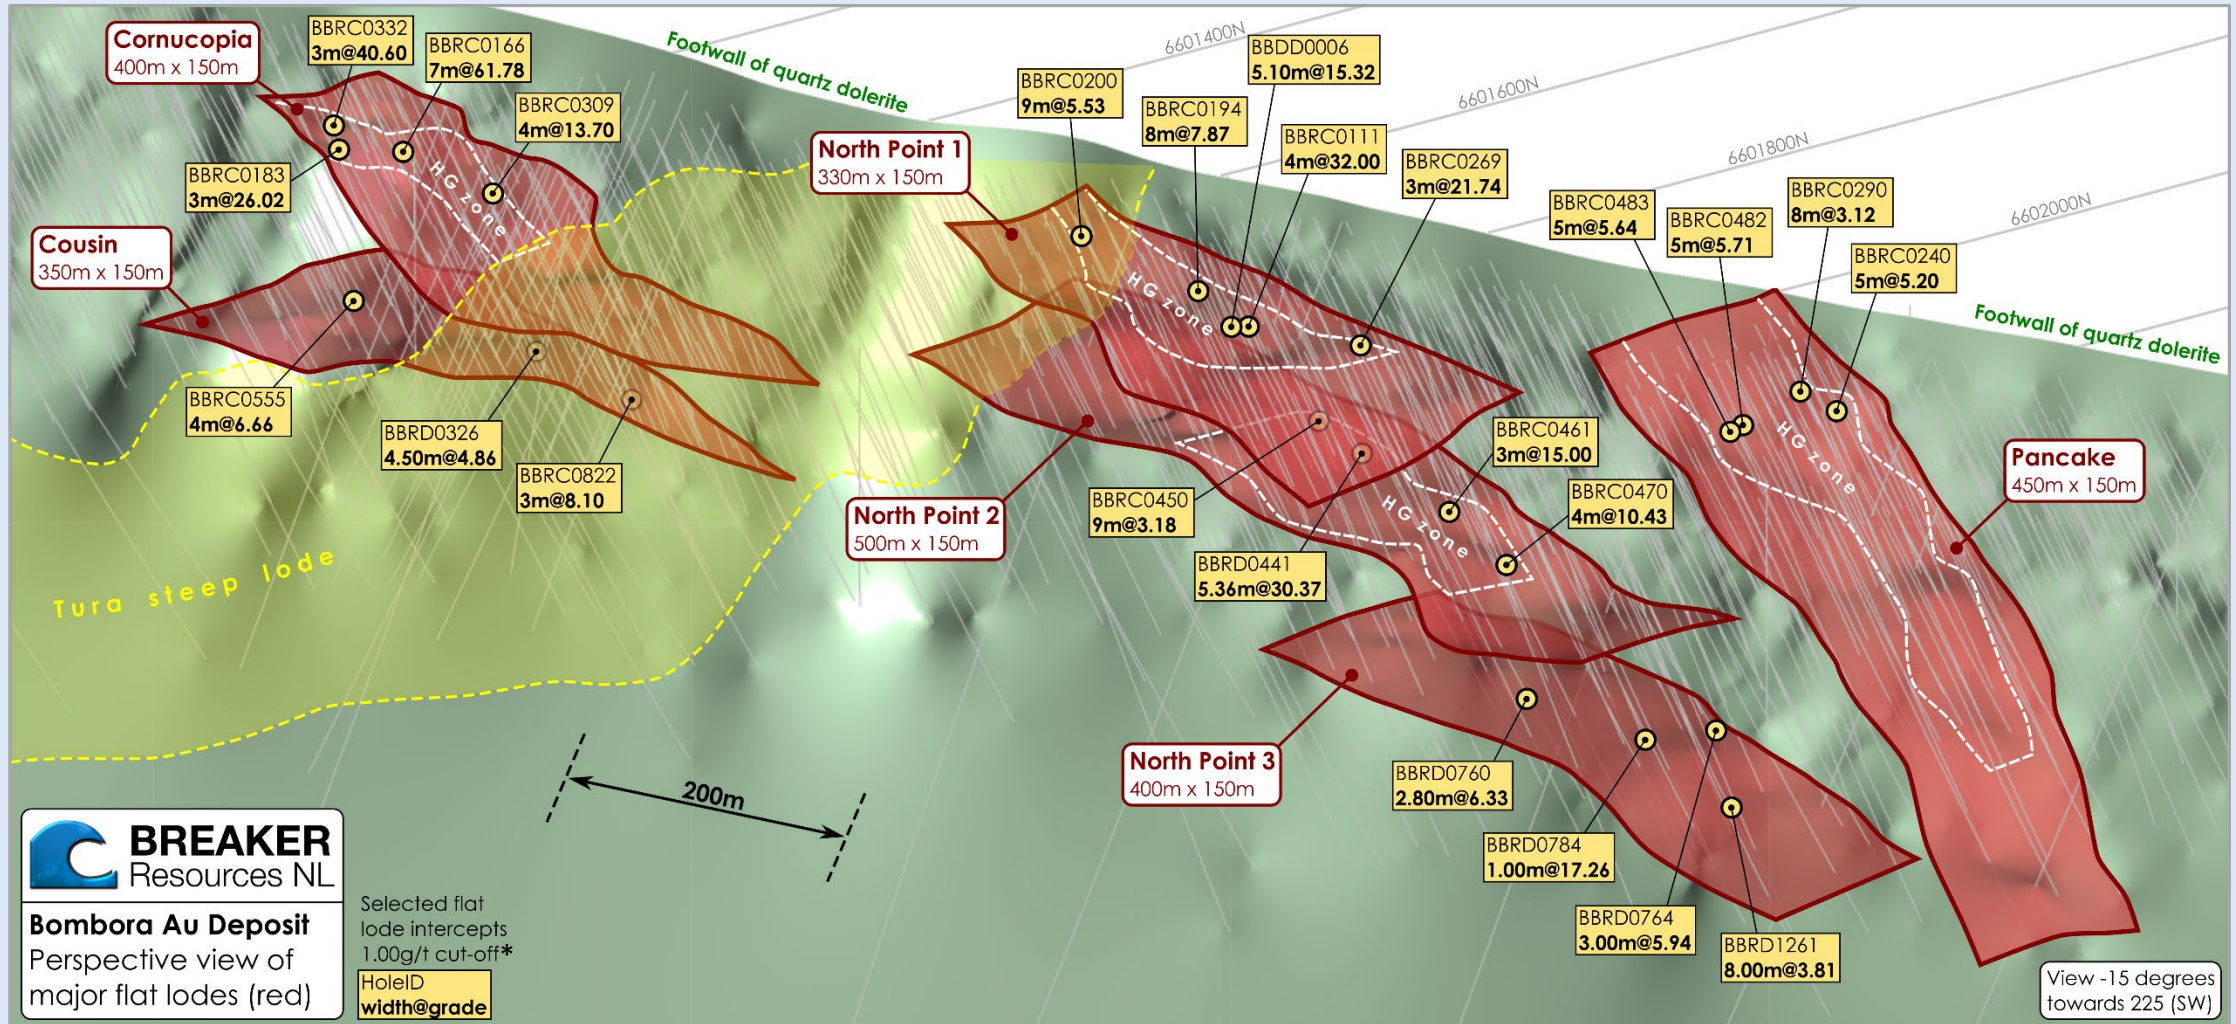 Cornucopia
400m x 150m
BBRC0332
3m@40.60
BBRC0166
7m@61.78
BBRC0309
4m@13.70
BBRC0183
3m@26.02
HG zone
Cousin
350m x 150m
BBRC0555
4m@6.66
BBRD0326
4.50m@4.86
BBRC0822
3m@8.10
Tura steep lode
Footwall of quartz dolerite
6601400N
6601600N
6601800N
6602000N
North Point 1
330m x 150m
BBRC0200
9m@5.53
BBRC0194
8m@7.87
BBDD0006
5.10m@15.32
BBRC0111
4m@32.00
BBRC0269
3m@21.74
HG zone
North Point 2
500m x 150m
BBRC0450
9m@3.18
BBRD0441
5.36m@30.37
BBRC0461
3m@15.00
BBRC0470
4m@10.43
HG zone
BBRC0483
5m@5.64
BBRC0482
5m@5.71
BBRC0290
8m@3.12
BBRC0240
5m@5.20
Footwall of quartz dolerite
HG zone
Pancake
450m x 150m
North Point 3
400m x 150m
BBRD0760
2.80m@6.33
BBRD0784
1.00m@17.26
BBRD0764
3.00m@5.94
BBRD1261
8.00m@3.81
200m
BREAKER
Resources NL
Bombora Au Deposit
Perspective view of
major flat lodes (red)
Selected flat
lode intercepts
1.00g/t cut-off*
HoleID
width@grade
View -15 degrees
towards 225 (SW)